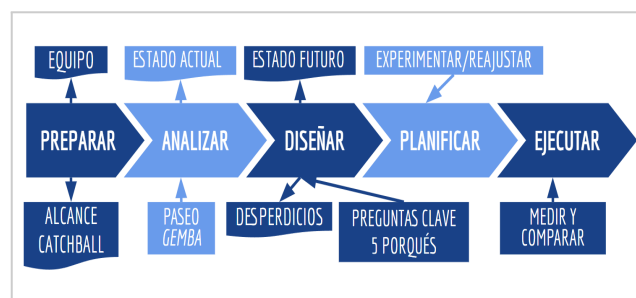 EQUIPO
ESTADO ACTUAL
ESTADO FUTURO
EXPERIMENTAR/REAJUSTAR
PREPARAR
ANALIZAR
DISEÑAR
PLANIFICAR
EJECUTAR
ALCANCE
CATCHBALL
PASEO
GEMBA
DESPERDICIOS
PREGUNTAS CLAVE
5 PORQUÉS
MEDIR Y
COMPARAR